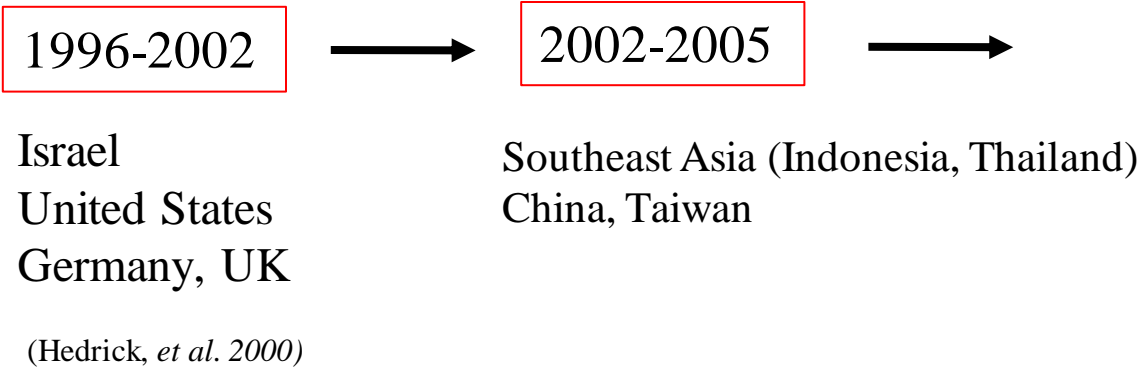 1996-2002
2002-2005
Israel
United States
Germany, UK
(Hedrick, et al. 2000)
Southeast Asia (Indonesia, Thailand)
China, Taiwan